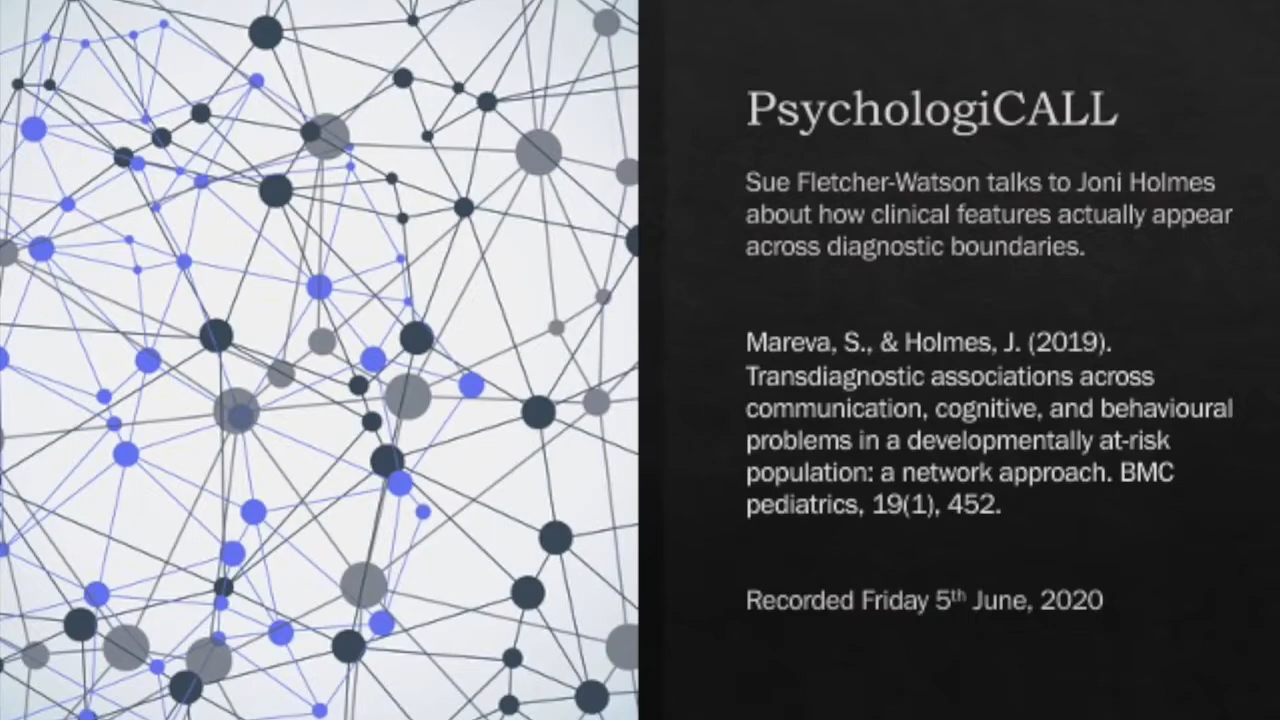 PsychologiCALL
Sue Fletcher-Watson talks to Joni Holmes
about how clinical features actually appear
across diagnostic boundaries.
Mareva, S., & Holmes, J. (2019).
Transdiagnostic associations across
communication, cognitive, and behavioural
problems in a developmentally at-risk
population: a network approach. BMC
pediatrics, 19(1), 452.
Recorded Friday 5th June, 2020